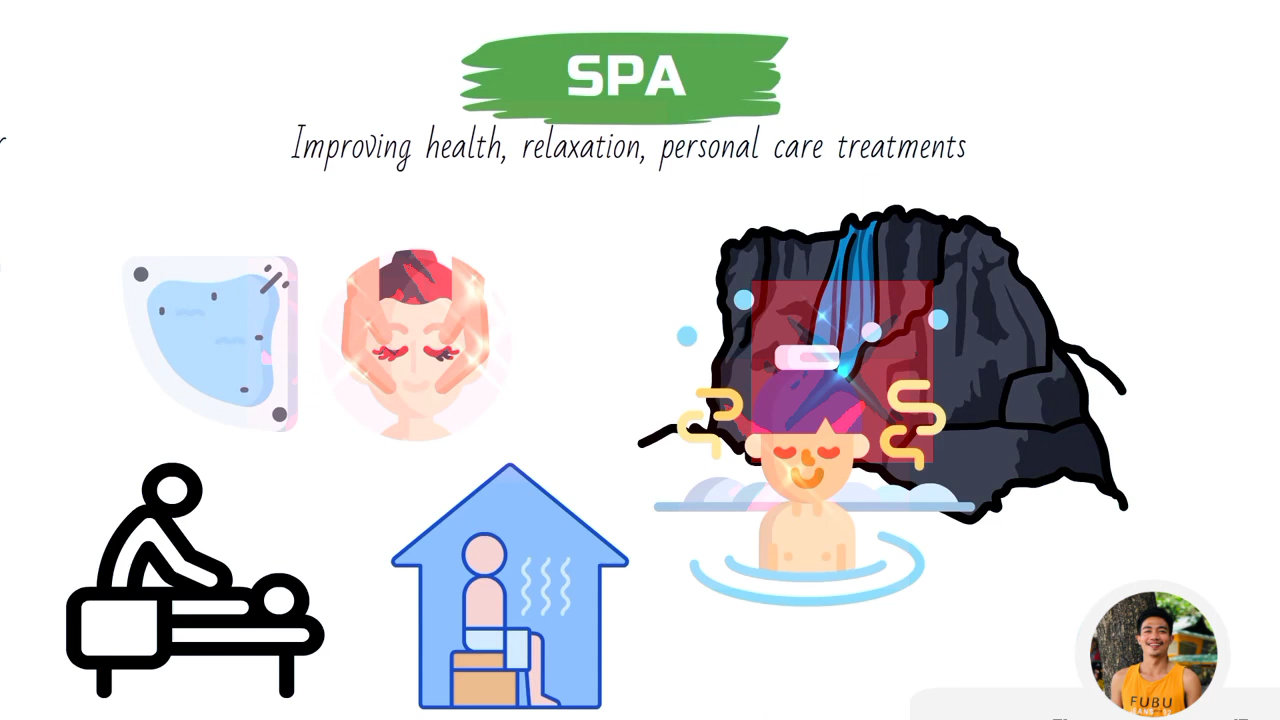 SPA
Improving health, relaxation, personal care treatments
FUBU